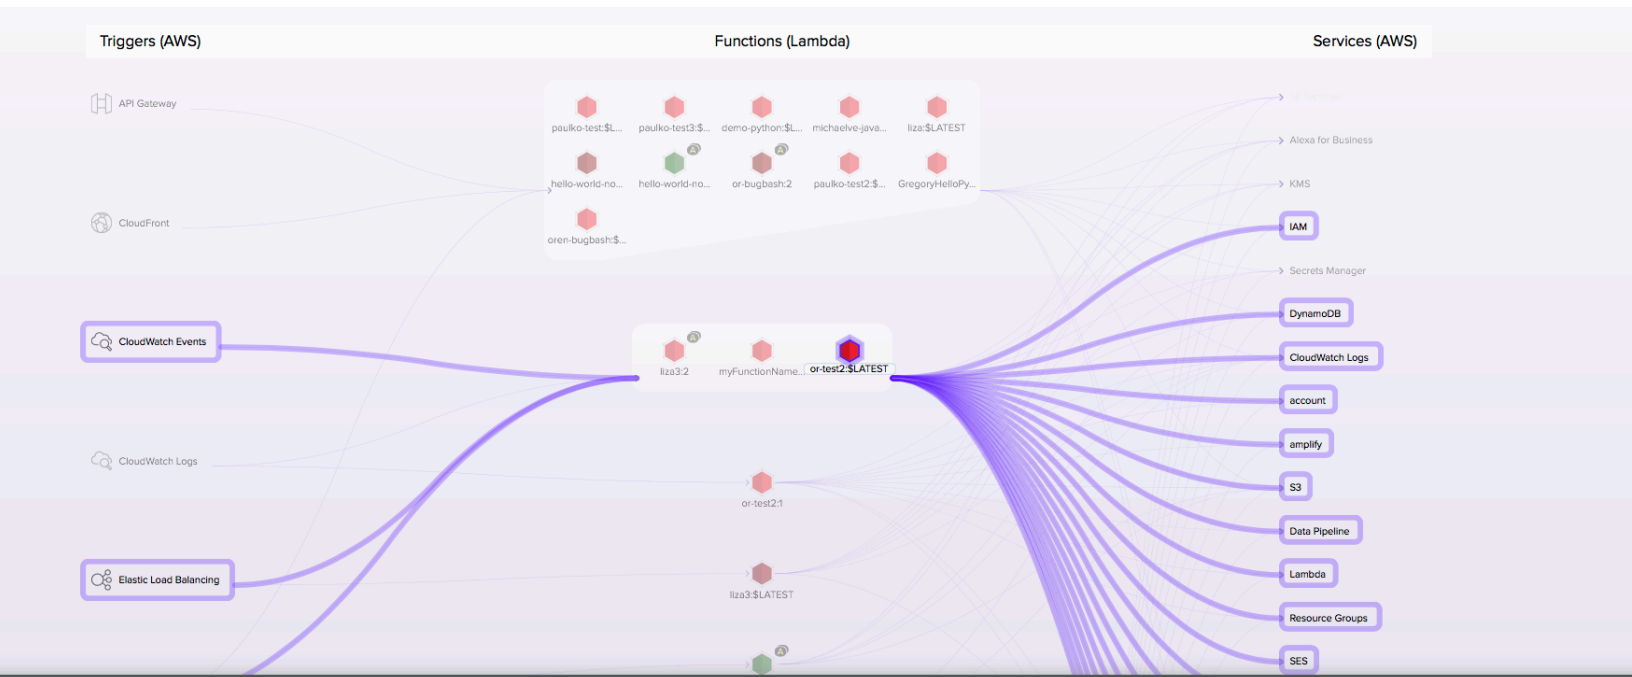 Triggers (AWS) Functions (Lambda) Services (AWS)
API Gateway
CloudFront
CloudWatch Events
CloudWatch Logs
Elastic Load Balancing
paulko-test:$L... paulko-test3:$... demo-python:$L... michaelve-java... liza:$LATEST
A A
hello-world-no... hello-world-no... or-bugbash:2 paulko-test2:$... GregoryHelloPy...
oren-bugbash:$...
A
liza3:2 myFunctionName... or-test2:$LATEST
or-test2:1
liza3:$LATEST
A
Alexa for Business
KMS
IAM
Secrets Manager
DynamoDB
CloudWatch Logs
account
amplify
S3
Data Pipeline
Lambda
Resource Groups
SES